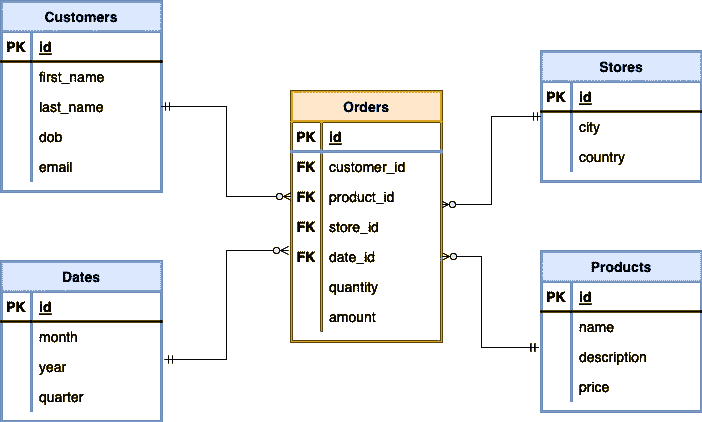 Customers
PK id
first_name
last_name
dob
email
Dates
PK id
month
year
quarter
Orders
PK id
FK customer_id
FK product_id
FK store_id
FK date_id
quantity
amount
Stores
PK id
city
country
Products
PK id
name
description
price